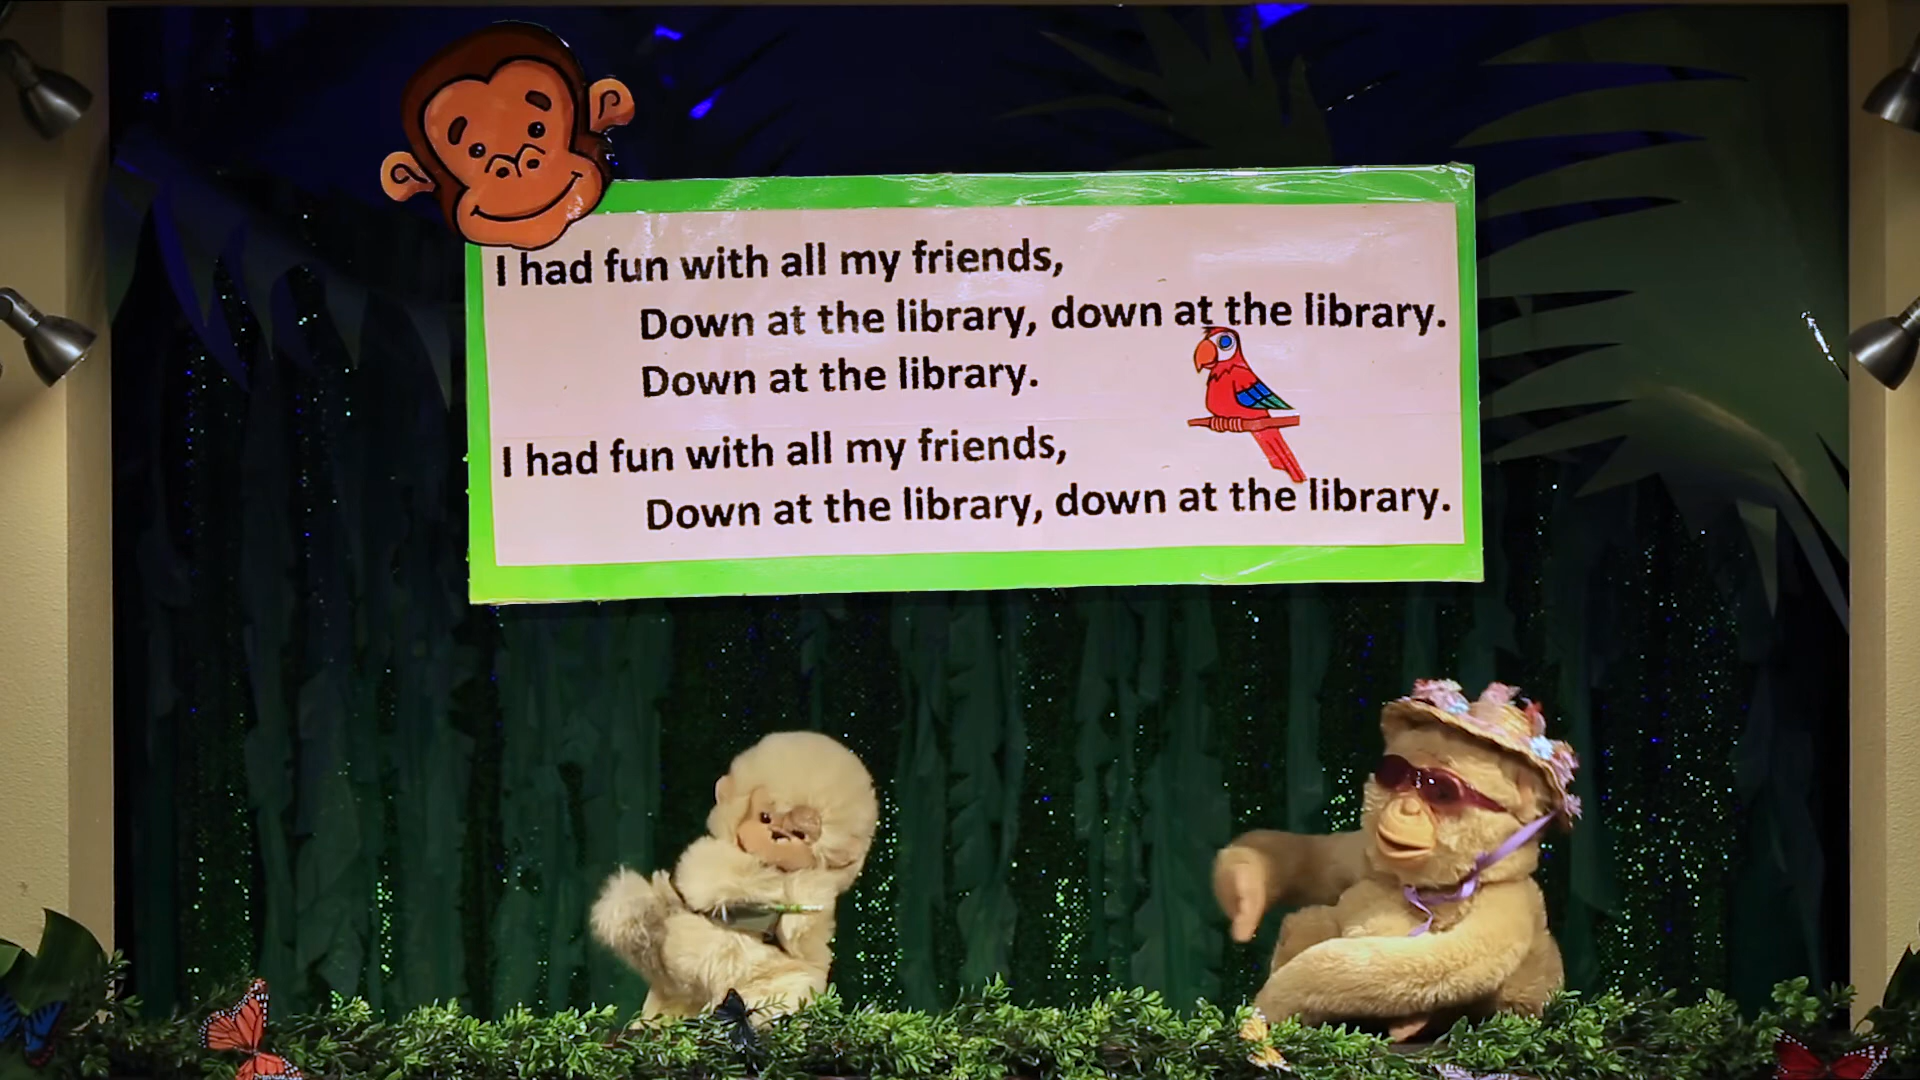 I had fun with all my friends,
Down at the library, down at the library.
Down at the library.
I had fun with all my friends,
Down at the library, down at the library.